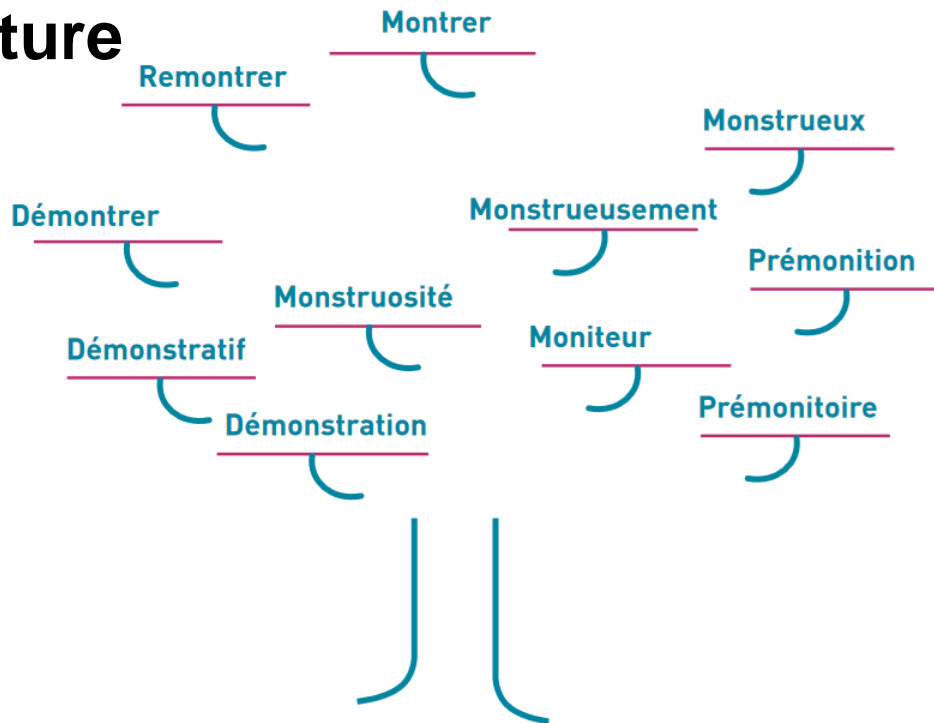 ture
Montrer
Remontrer
Monstrueux
Démontrer
Monstrueusement
Prémonition
Monstruosité
Moniteur
Démonstratif
Prémonitoire
Démonstration